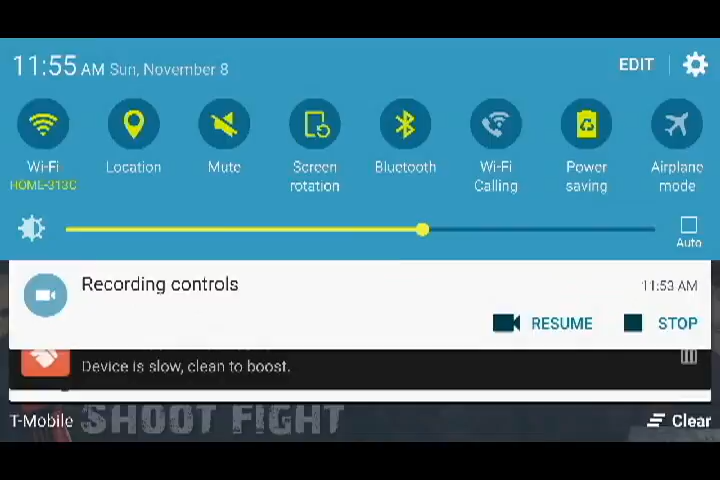 11:55 AM Sun, November 8
EDIT
Wi-Fi
HOME-313C
Location
Mute
Screen
rotation
Bluetooth
Wi-Fi
Calling
Power
saving
Airplane
mode
Auto
Recording controls
11:53 AM
RESUME
STOP
Device is slow, clean to boost.
T-Mobile
SHOOT FIGHT
Clear